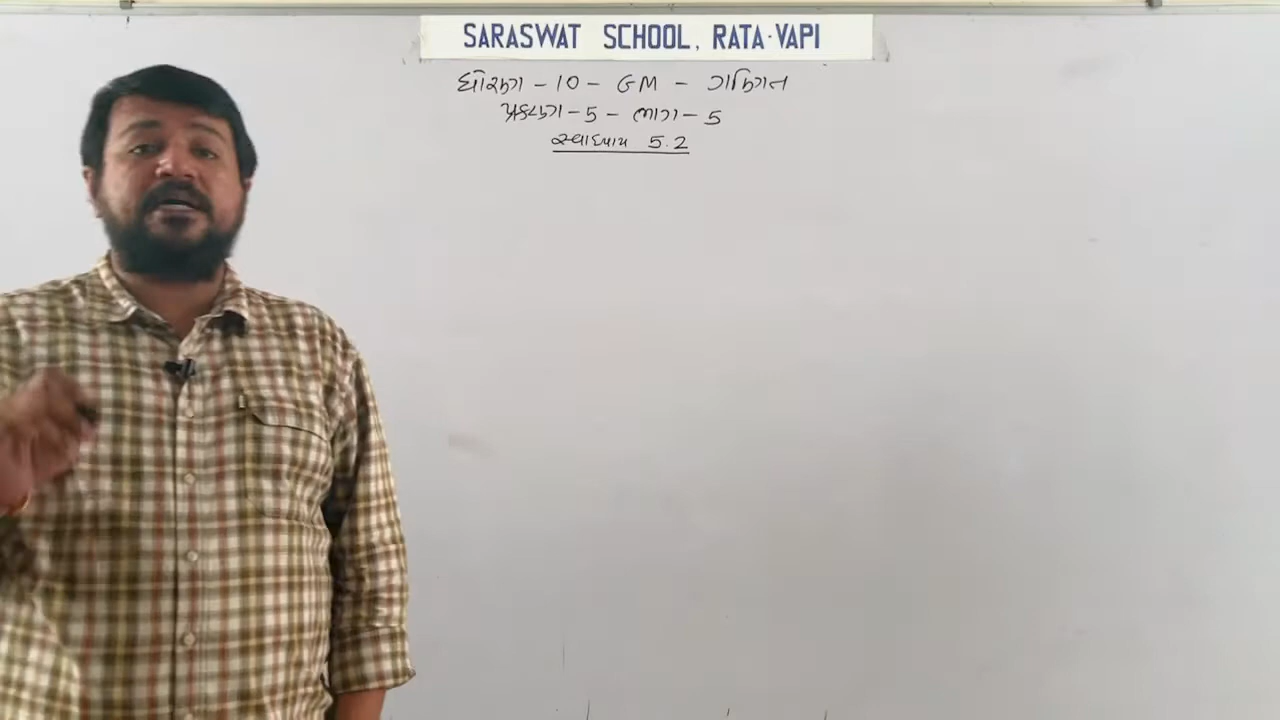 SARASWAT SCHOOL, RATA-VAPI
ધોરણ - 10 - GM - ગણિત
પ્રકરણ - 5 - ભાગ - 5
સ્વાધ્યાય 5.2